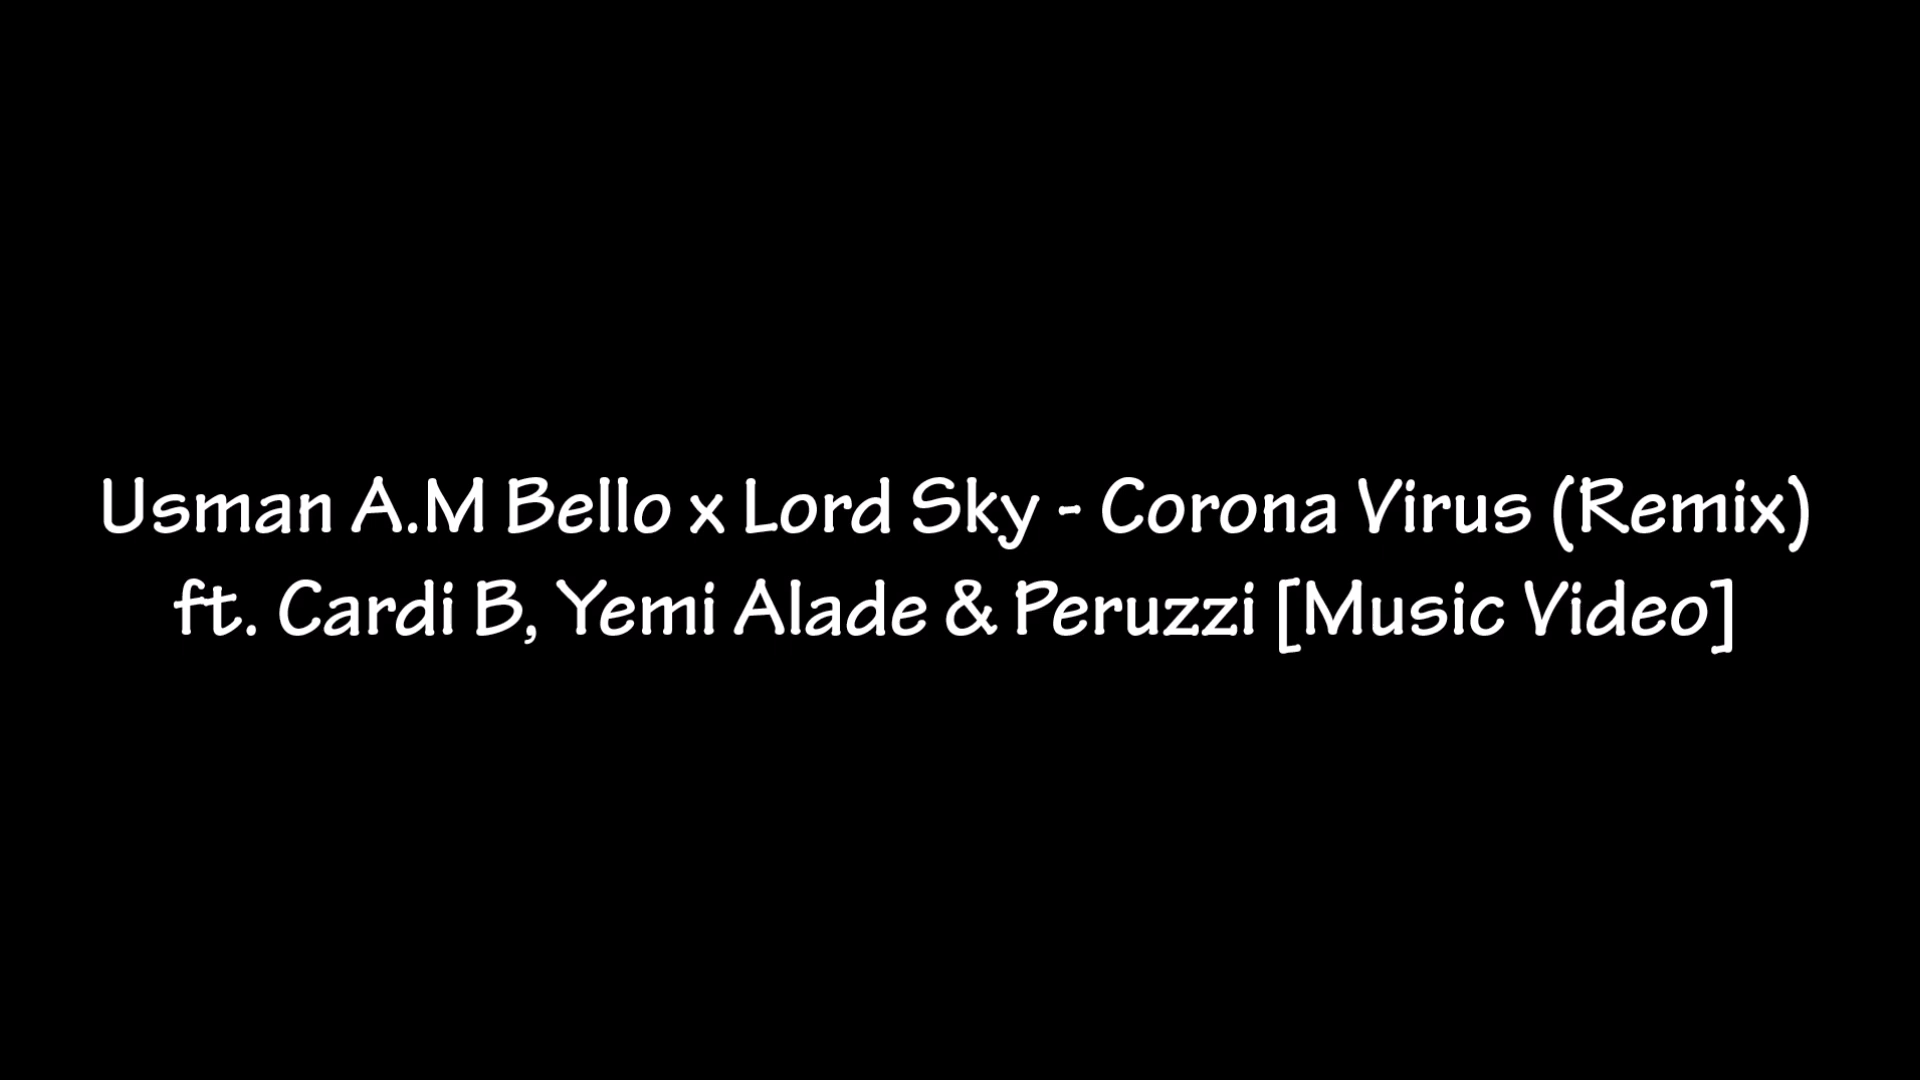 Usman A.M Bello x Lord Sky - Corona Virus (Remix)
ft. Cardi B, Yemi Alade & Peruzzi [Music Video]